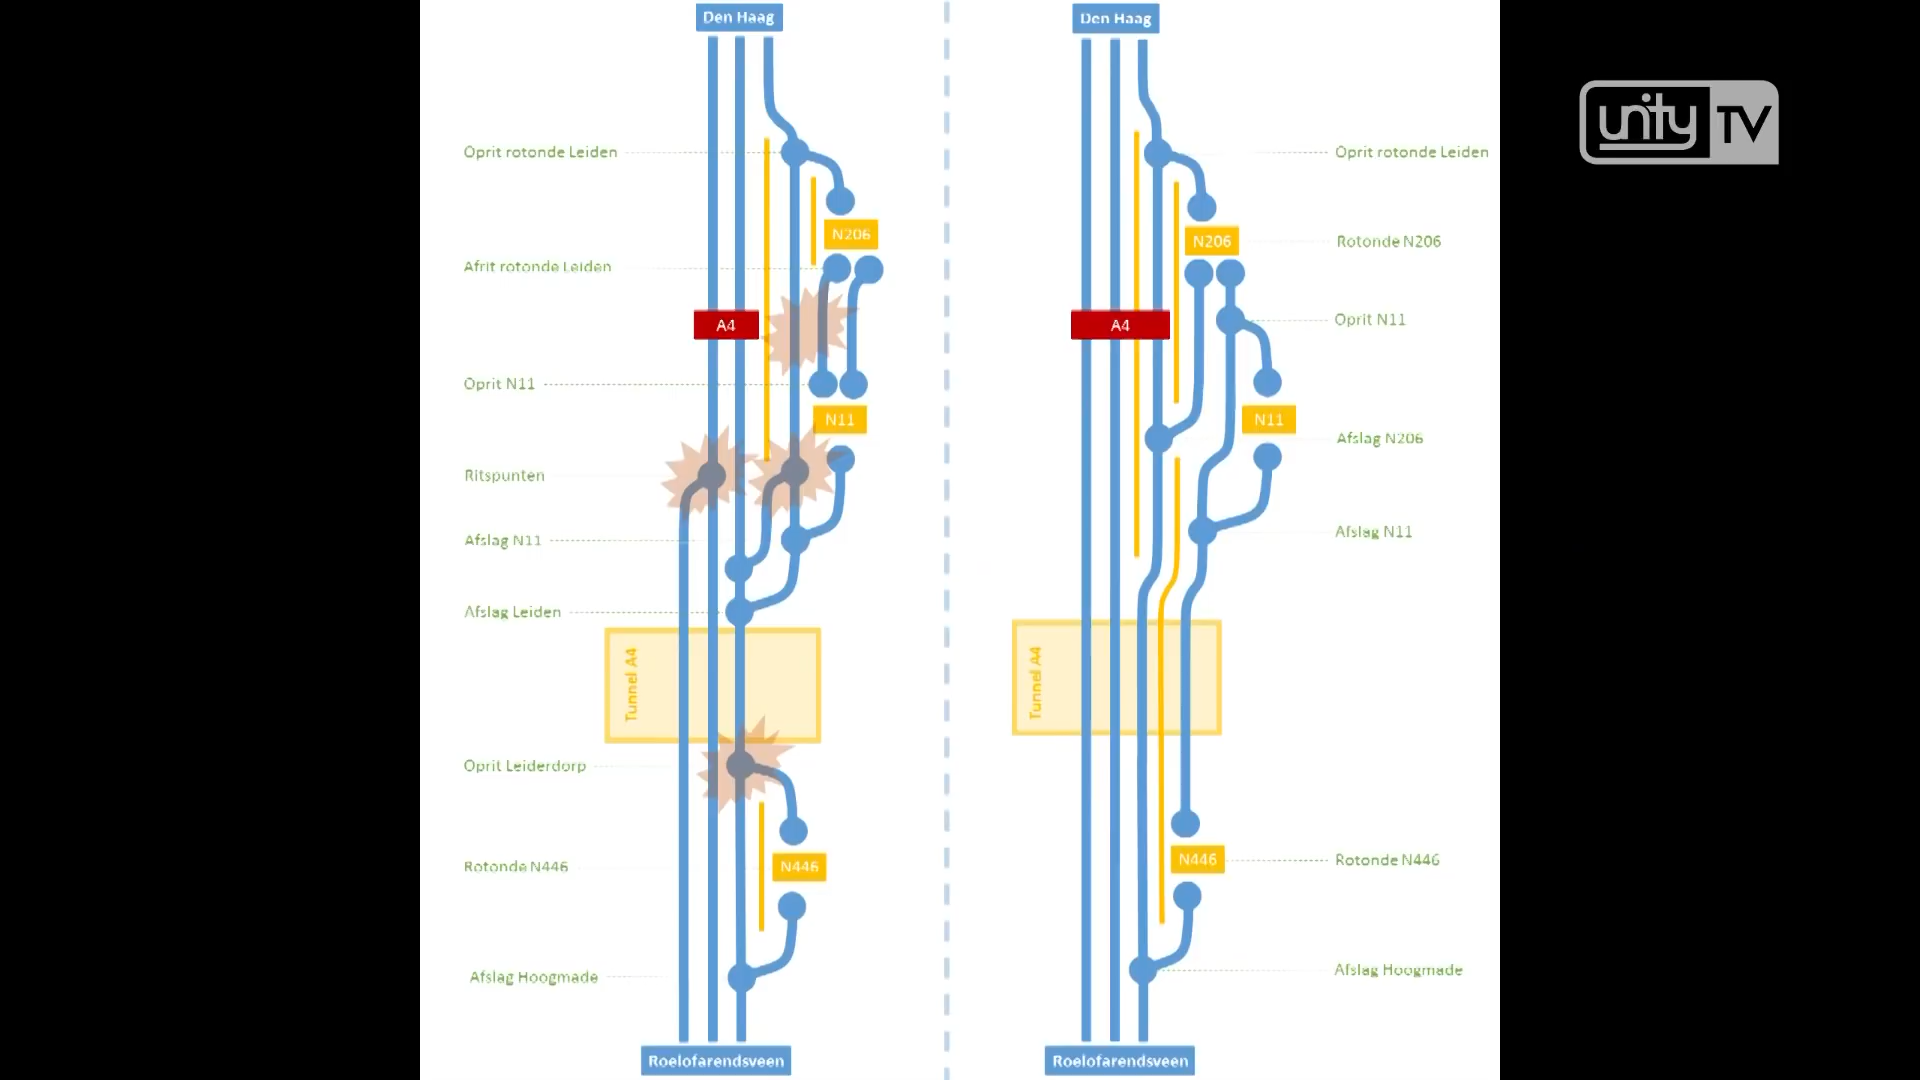 Den Haag
Oprit rotonde Leiden
N206
Afrit rotonde Leiden
A4
Oprit N11
N11
Ritspunten
Afslag N11
Afslag Leiden
Tunnel A4
Oprit Leiderdorp
Rotonde N446
N446
Afslag Hoogmade
Roelofarendsveen
Den Haag
Oprit rotonde Leiden
N206
Rotonde N206
A4
Oprit N11
N11
Afslag N206
Afslag N11
Tunnel A4
N446
Rotonde N446
Afslag Hoogmade
Roelofarendsveen
unity TV